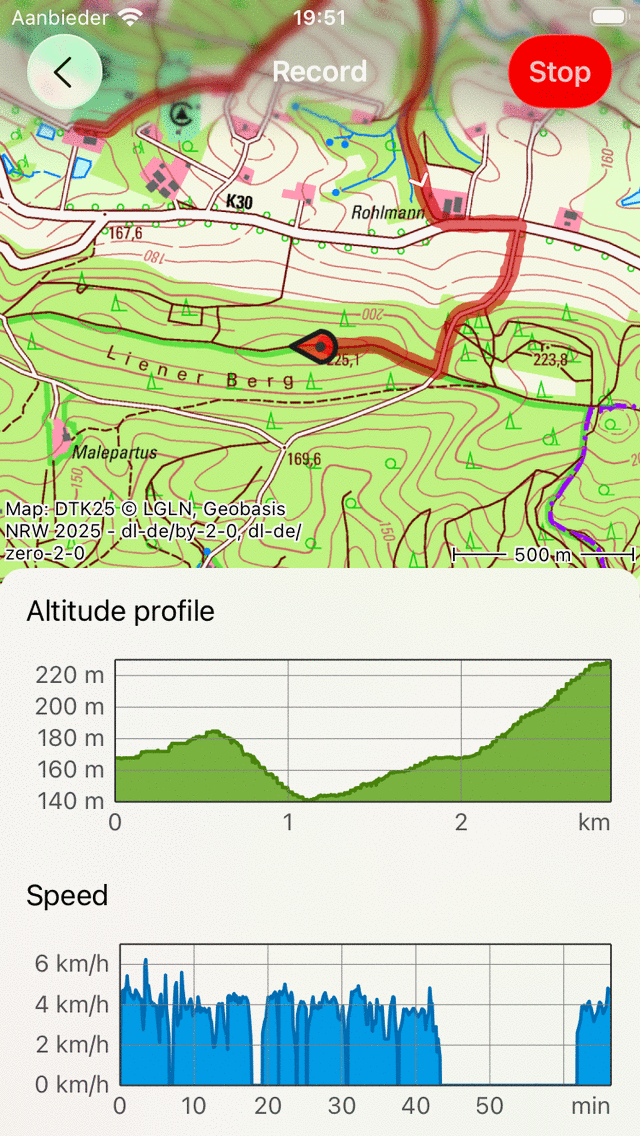 Aanbieder 19:51
Record
Stop
160
K30
Rohlmann
167,6
180
200
225,1
223,8
Liener Berg
Malepartus
169,6
150
150
Map: DTK25 © LGLN, Geobasis
NRW 2025 - dl-de/by-2-0, dl-de/
zero-2-0
500 m
Altitude profile
220 m
200 m
180 m
160 m
140 m
0 1 2 km
Speed
6 km/h
4 km/h
2 km/h
0 km/h
0 10 20 30 40 50 min